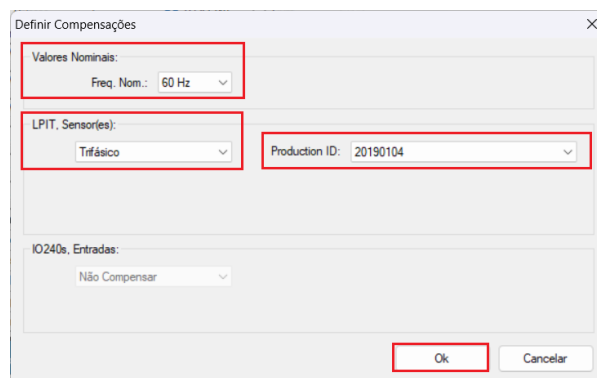 Definir Compensações
Valores Nominais:
Freq. Nom.: 60 Hz
LPIT, Sensor(es):
Trifásico
Production ID: 20190104
IO240s, Entradas:
Não Compensar
Ok Cancelar